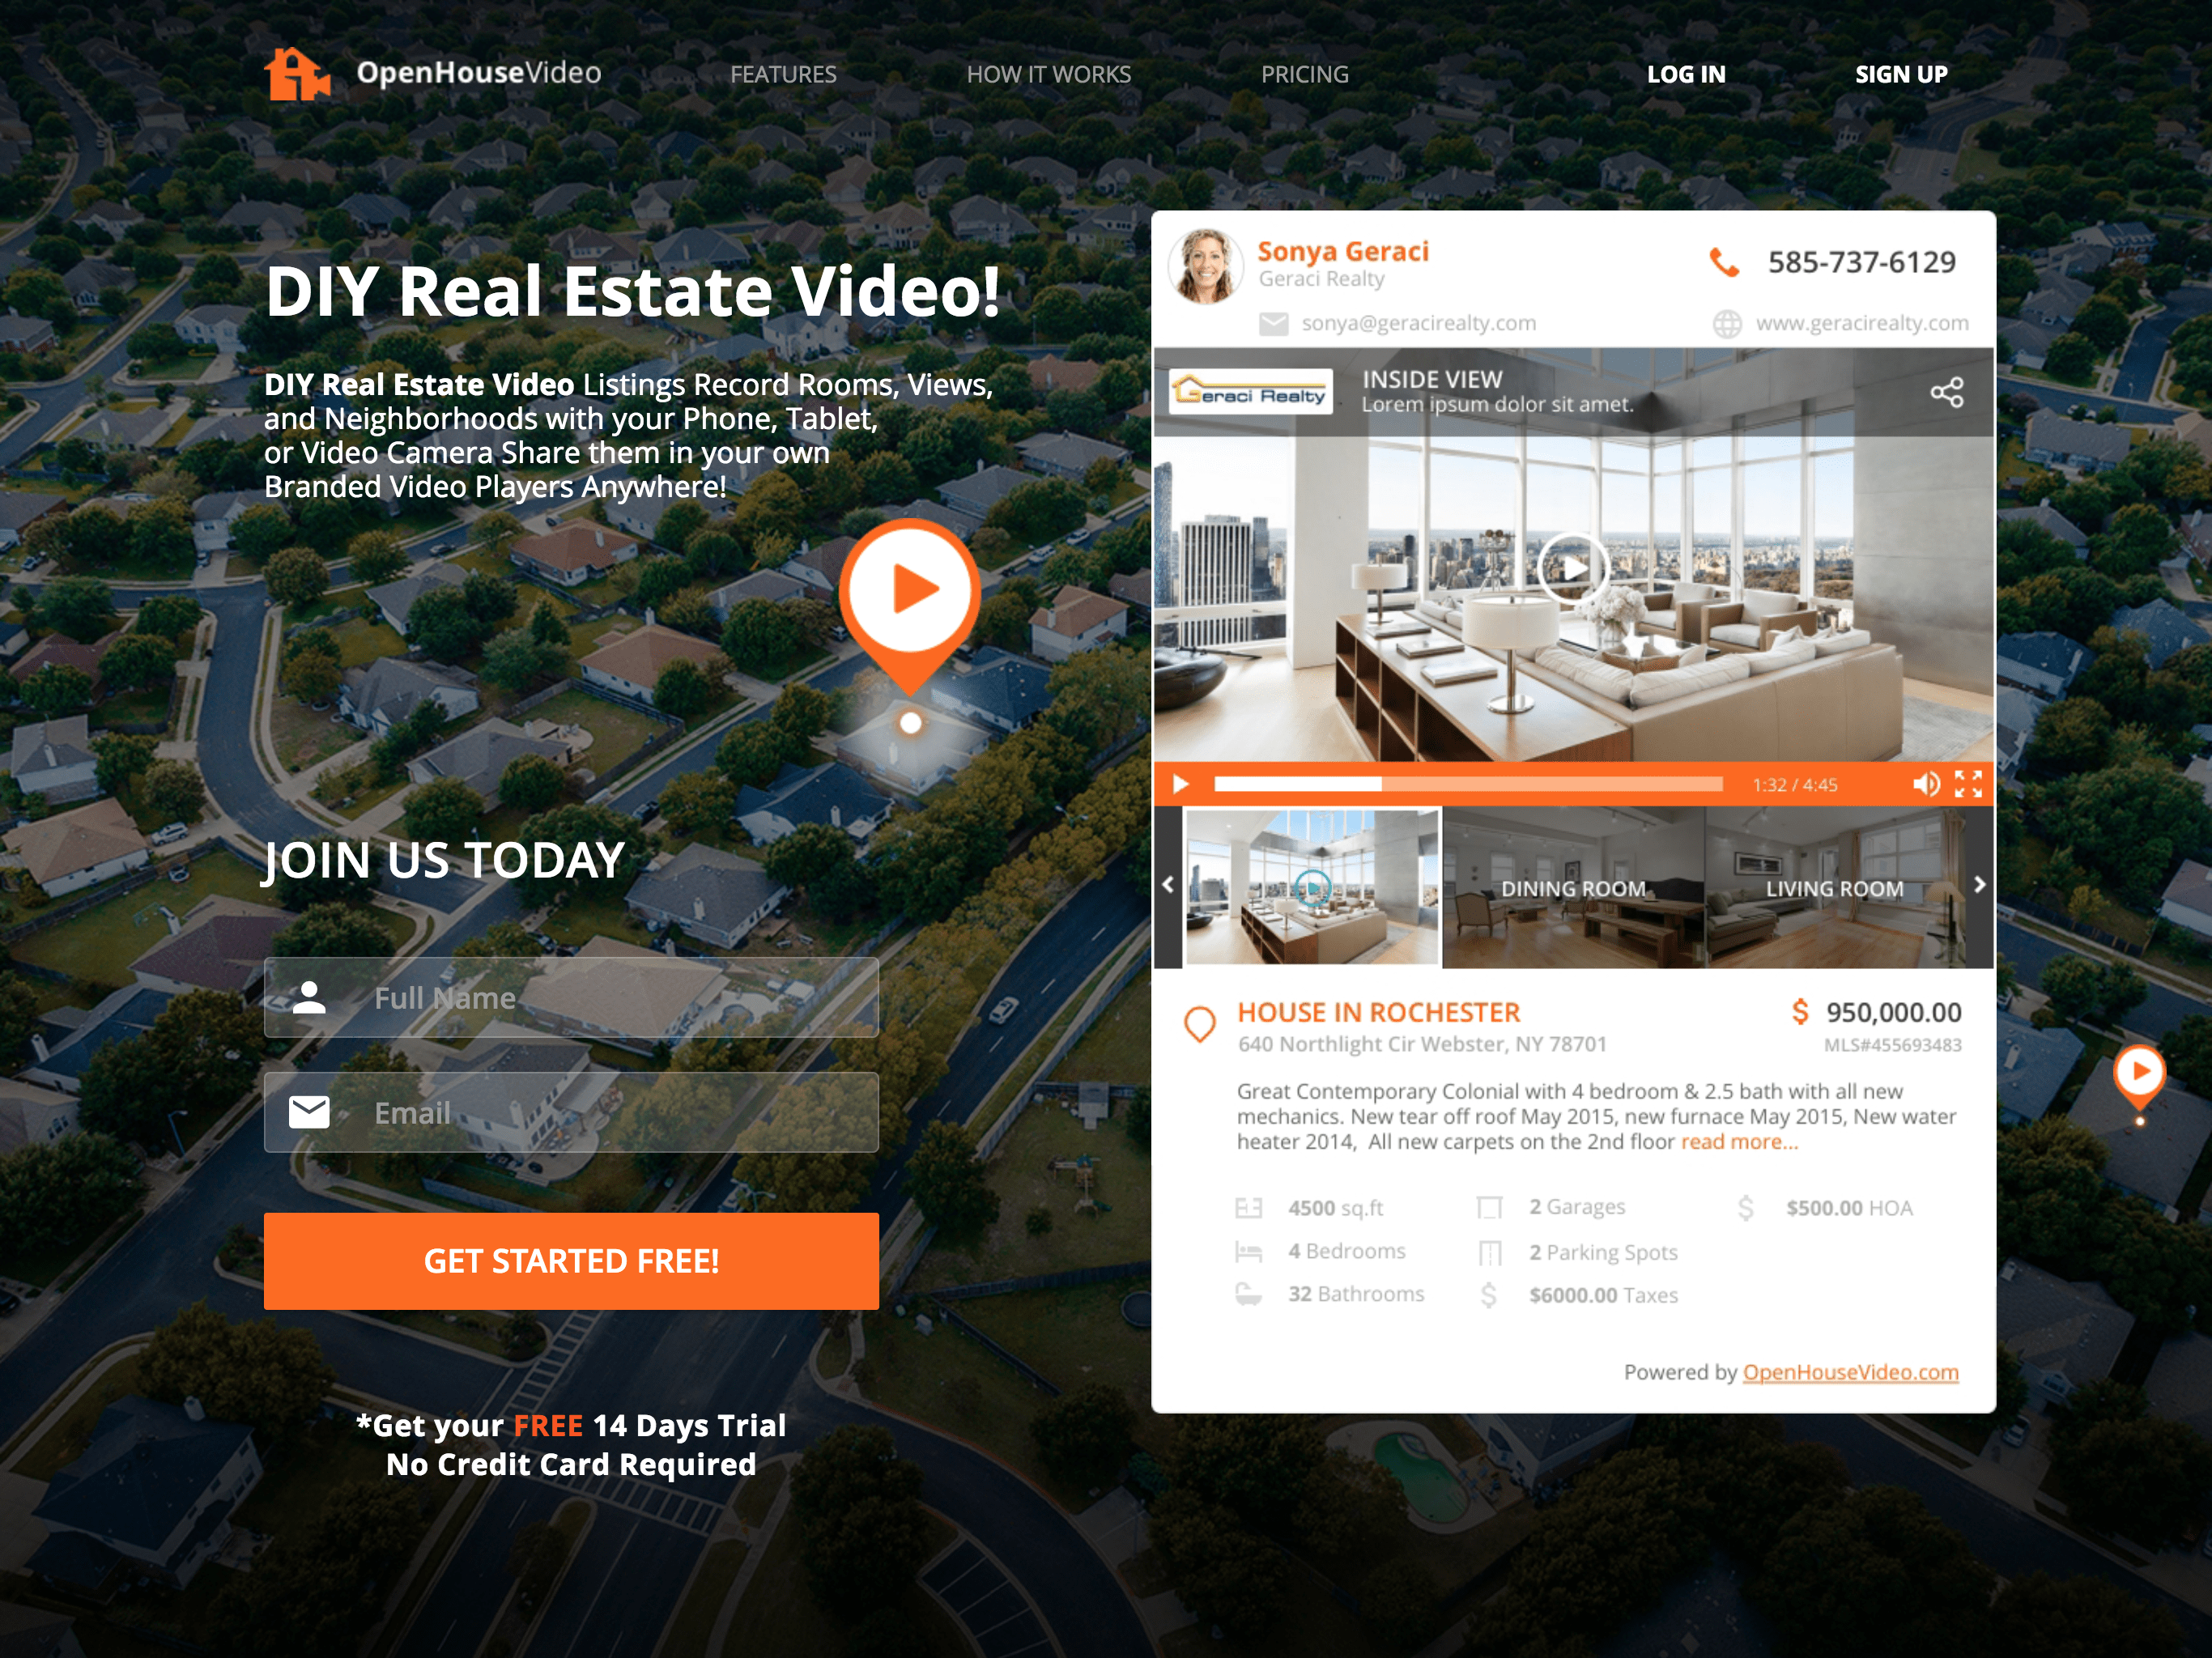 OpenHouseVideo
FEATURES
HOW IT WORKS
PRICING
LOG IN
SIGN UP
DIY Real Estate Video!
DIY Real Estate Video Listings Record Rooms, Views,
and Neighborhoods with your Phone, Tablet,
or Video Camera Share them in your own
Branded Video Players Anywhere!
JOIN US TODAY
Full Name
Email
GET STARTED FREE!
*Get your FREE 14 Days Trial
No Credit Card Required
Sonya Geraci
Geraci Realty
585-737-6129
sonya@geracirealty.com
www.geracirealty.com
Geraci Realty
INSIDE VIEW
Lorem ipsum dolor sit amet.
1:32 / 4:45
DINING ROOM
LIVING ROOM
HOUSE IN ROCHESTER
$ 950,000.00
640 Northlight Cir Webster, NY 78701
MLS#455693483
Great Contemporary Colonial with 4 bedroom & 2.5 bath with all new
mechanics. New tear off roof May 2015, new furnace May 2015, New water
heater 2014, All new carpets on the 2nd floor read more...
4500 sq.ft
2 Garages
$ $500.00 HOA
4 Bedrooms
2 Parking Spots
32 Bathrooms
$ $6000.00 Taxes
Powered by OpenHouseVideo.com